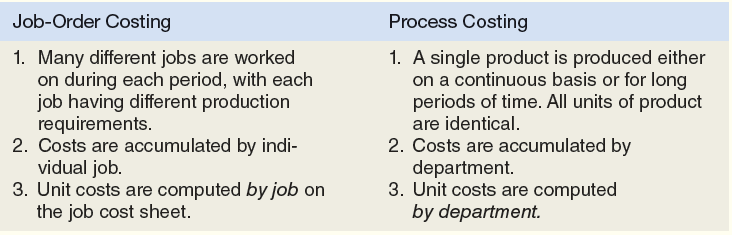 Job-Order Costing
1. Many different jobs are worked
on during each period, with each
job having different production
requirements.
2. Costs are accumulated by indi-
vidual job.
3. Unit costs are computed by job on
the job cost sheet.
Process Costing
1. A single product is produced either
on a continuous basis or for long
periods of time. All units of product
are identical.
2. Costs are accumulated by
department.
3. Unit costs are computed
by department.